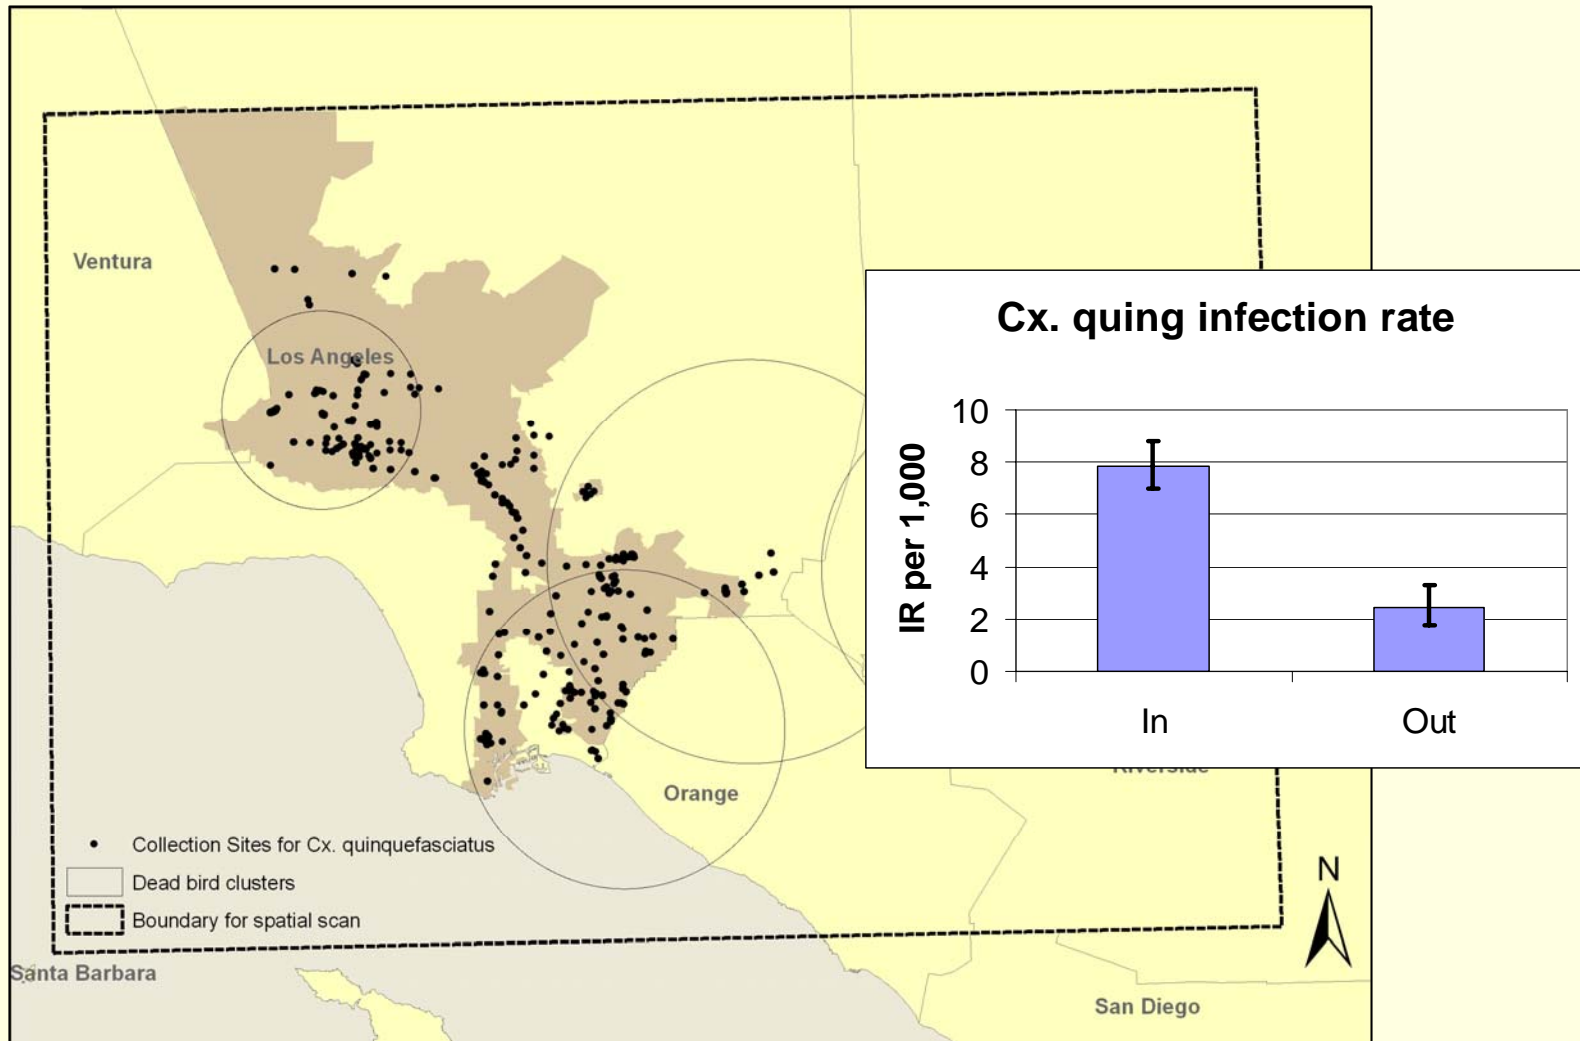 Ventura
Los Angeles
Cx. quing infection rate
IR per 1,000
10
8
6
4
2
0
In
Out
Riverside
Orange
Collection Sites for Cx. quinquefasciatus
Dead bird clusters
Boundary for spatial scan
N
Santa Barbara
San Diego